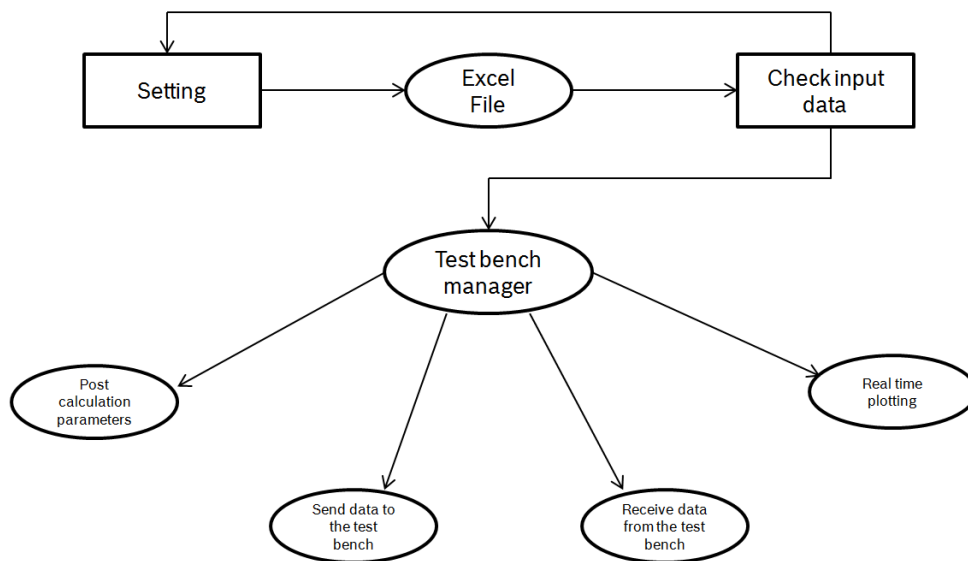 Setting
Excel
File
Check input
data
Test bench
manager
Post
calculation
parameters
Real time
plotting
Send data to
the test
bench
Receive data
from the test
bench